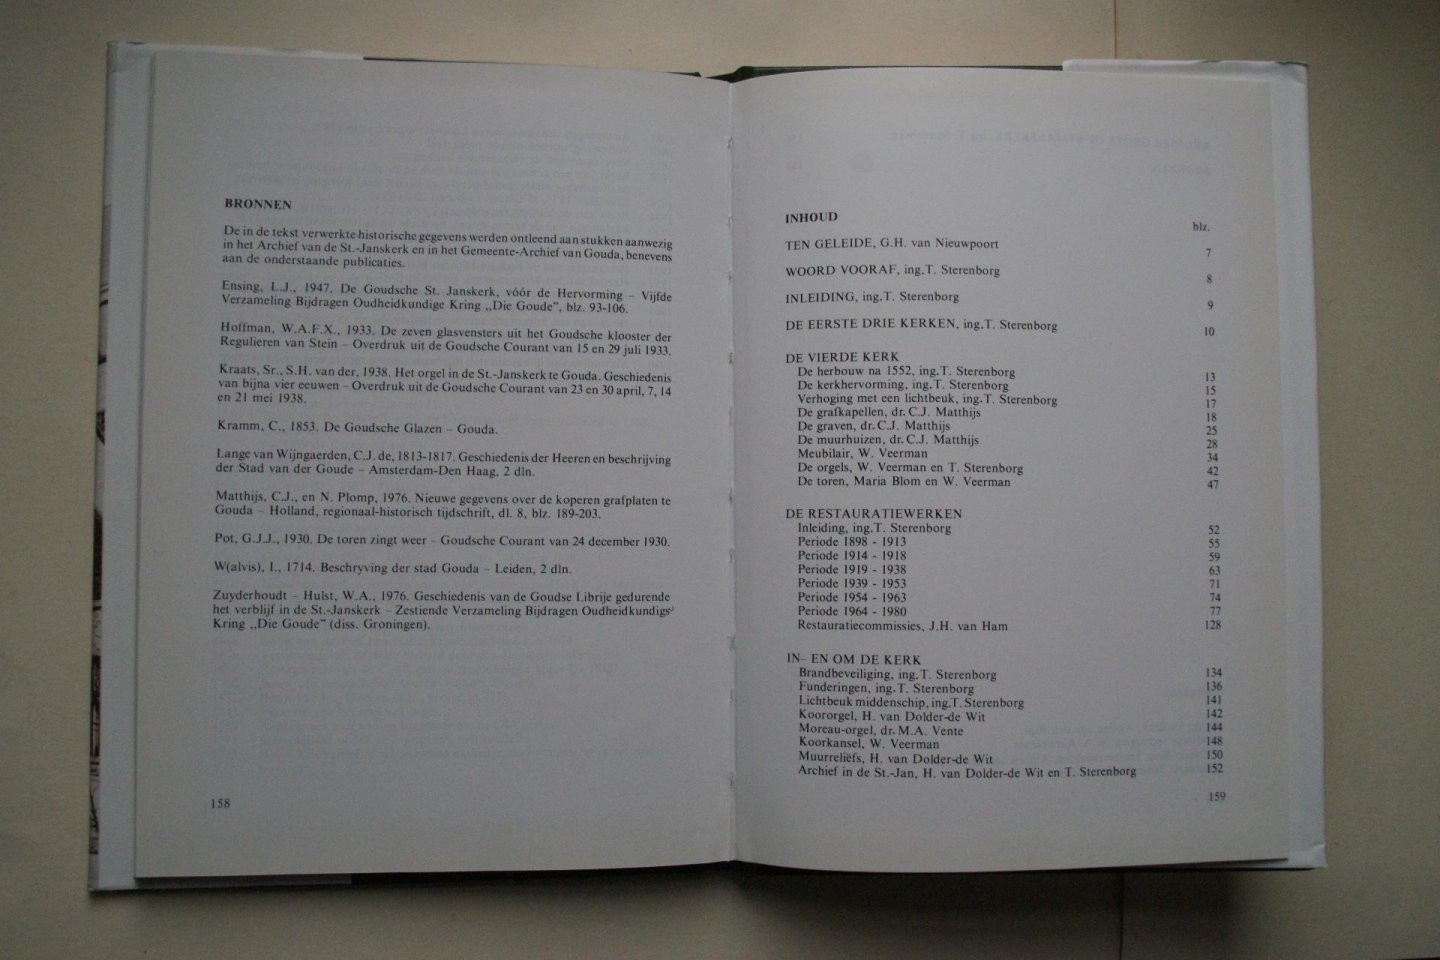 BRONNEN
De in de tekst verwerkte historische gegevens werden ontleend aan stukken aanwezig
in het Archief van de St.-Janskerk en in het Gemeente-Archief van Gouda, benevens
aan de onderstaande publicaties.
Ensing, L.J., 1947. De Goudsche St. Janskerk, vóór de Hervorming – Vijfde
Verzameling Bijdragen Oudheidkundige Kring ,,Die Goude", blz. 93-106.
Hoffman, W.A.F.X., 1933. De zeven glasvensters uit het Goudsche klooster der
Regulieren van Stein – Overdruk uit de Goudsche Courant van 15 en 29 juli 1933.
Kraats, Sr., S.H. van der, 1938. Het orgel in de St.-Janskerk te Gouda. Geschiedenis
van bijna vier eeuwen – Overdruk uit de Goudsche Courant van 23 en 30 april, 7, 14
en 21 mei 1938.
Kramm, C., 1853. De Goudsche Glazen – Gouda.
Lange van Wijngaerden, C.J. de, 1813-1817. Geschiedenis der Heeren en beschrijving
der Stad van der Goude – Amsterdam-Den Haag, 2 dln.
Matthijs, C.J., en N. Plomp, 1976. Nieuwe gegevens over de koperen grafplaten te
Gouda – Holland, regionaal-historisch tijdschrift, dl. 8, blz. 189-203.
Pot, G.J.J., 1930. De toren zingt weer – Goudsche Courant van 24 december 1930.
W(alvis), I., 1714. Beschryving der stad Gouda – Leiden, 2 dln.
Zuyderhoudt – Hulst, W.A., 1976. Geschiedenis van de Goudse Librije gedurende
het verblijf in de St.-Janskerk – Zestiende Verzameling Bijdragen Oudheidkundige
Kring ,,Die Goude" (diss. Groningen).
158
INHOUD
blz.
TEN GELEIDE, G.H. van Nieuwpoort 7
WOORD VOORAF, ing.T. Sterenborg 8
INLEIDING, ing.T. Sterenborg 9
DE EERSTE DRIE KERKEN, ing.T. Sterenborg 10
DE VIERDE KERK
De herbouw na 1552, ing.T. Sterenborg 13
De kerkhervorming, ing.T. Sterenborg 15
Verhoging met een lichtbeuk, ing.T. Sterenborg 17
De grafkapellen, dr. C.J. Matthijs 18
De graven, dr. C.J. Matthijs 25
De muurhuizen, dr. C.J. Matthijs 28
Meubilair, W. Veerman 34
De orgels, W. Veerman en T. Sterenborg 42
De toren, Maria Blom en W. Veerman 47
DE RESTAURATIEWERKEN
Inleiding, ing.T. Sterenborg 52
Periode 1898 - 1913 55
Periode 1914 - 1918 59
Periode 1919 - 1938 63
Periode 1939 - 1953 71
Periode 1954 - 1963 74
Periode 1964 - 1980 77
Restauratiecommissies, J.H. van Ham 128
IN- EN OM DE KERK
Brandbeveiliging, ing.T. Sterenborg 134
Funderingen, ing.T. Sterenborg 136
Lichtbeuk middenschip, ing.T. Sterenborg 141
Koororgel, H. van Dolder-de Wit 142
Moreau-orgel, dr. M.A. Vente 144
Koorkansel, W. Veerman 148
Muurreliëfs, H. van Dolder-de Wit 150
Archief in de St.-Jan, H. van Dolder-de Wit en T. Sterenborg 152
159